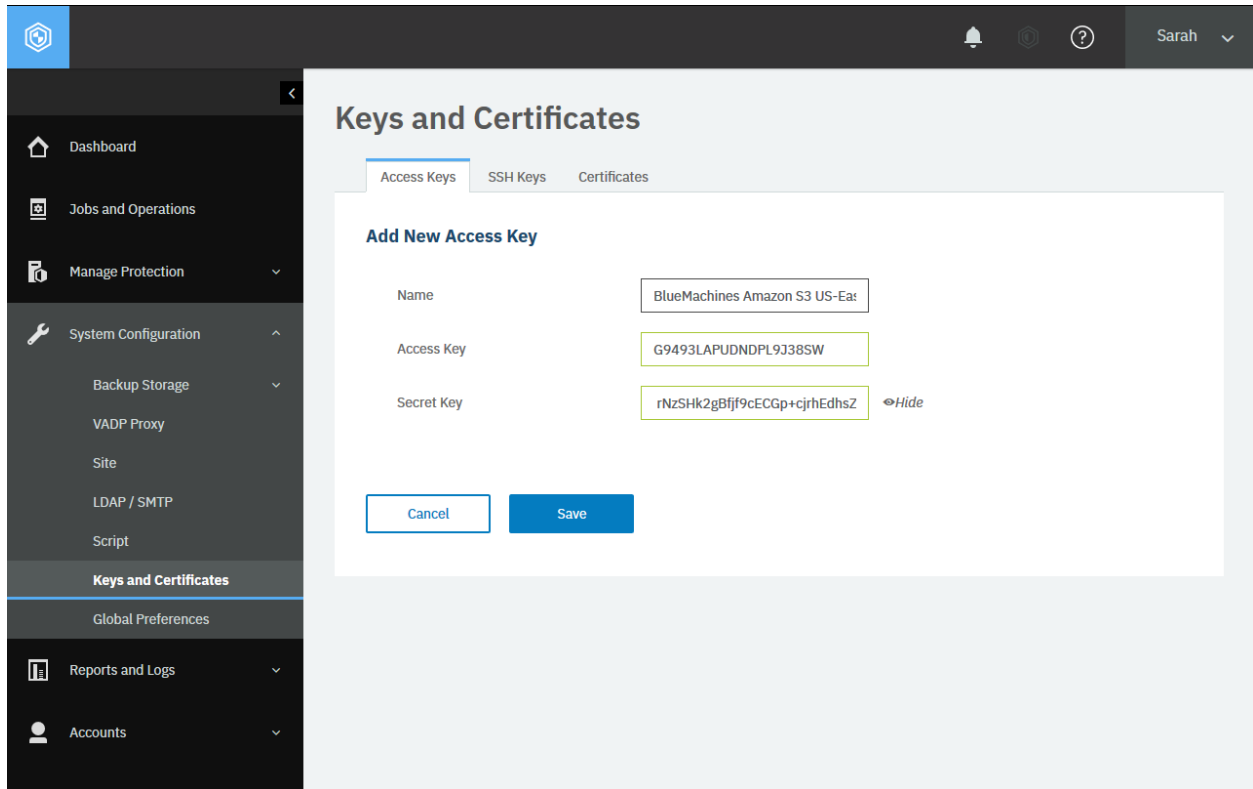 Sarah
Dashboard
Jobs and Operations
Manage Protection
System Configuration
Backup Storage
VADP Proxy
Site
LDAP / SMTP
Script
Keys and Certificates
Global Preferences
Reports and Logs
Accounts
Keys and Certificates
Access Keys SSH Keys Certificates
Add New Access Key
Name BlueMachines Amazon S3 US-Eas
Access Key G9493LAPUDNDPL9J38SW
Secret Key rNzSHk2gBfjf9cECGp+cjrhEdhsZ Hide
Cancel Save